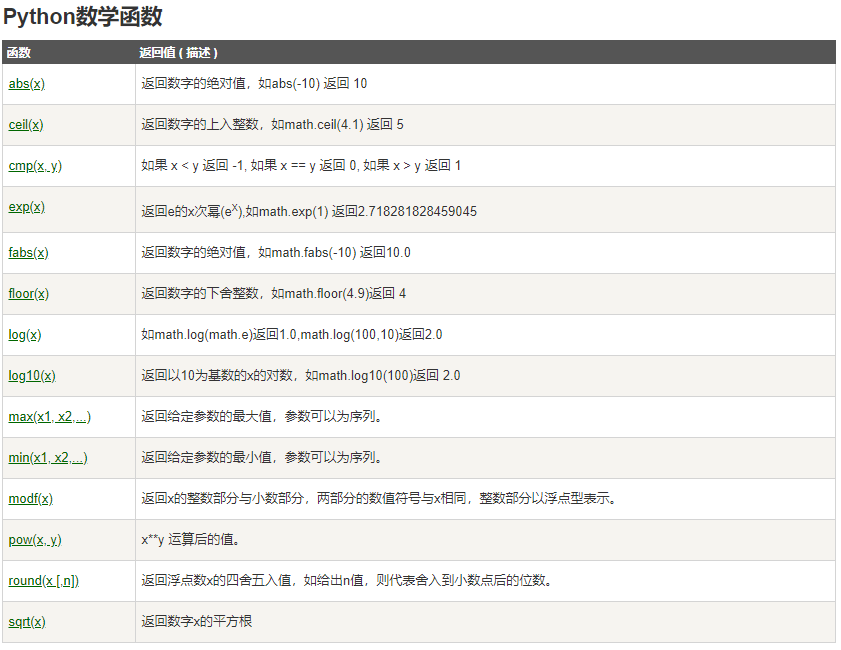 Python数学函数
函数 返回值 ( 描述 )
abs(x) 返回数字的绝对值，如abs(-10) 返回 10
ceil(x) 返回数字的上入整数，如math.ceil(4.1) 返回 5
cmp(x, y) 如果 x < y 返回 -1, 如果 x == y 返回 0, 如果 x > y 返回 1
exp(x) 返回e的x次幂(eˣ),如math.exp(1) 返回2.718281828459045
fabs(x) 返回数字的绝对值，如math.fabs(-10) 返回10.0
floor(x) 返回数字的下舍整数，如math.floor(4.9)返回 4
log(x) 如math.log(math.e)返回1.0,math.log(100,10)返回2.0
log10(x) 返回以10为基数的x的对数，如math.log10(100)返回 2.0
max(x1, x2,...) 返回给定参数的最大值，参数可以为序列。
min(x1, x2,...) 返回给定参数的最小值，参数可以为序列。
modf(x) 返回x的整数部分与小数部分，两部分的数值符号与x相同，整数部分以浮点型表示。
pow(x, y) x**y 运算后的值。
round(x [,n]) 返回浮点数x的四舍五入值，如给出n值，则代表舍入到小数点后的位数。
sqrt(x) 返回数字x的平方根